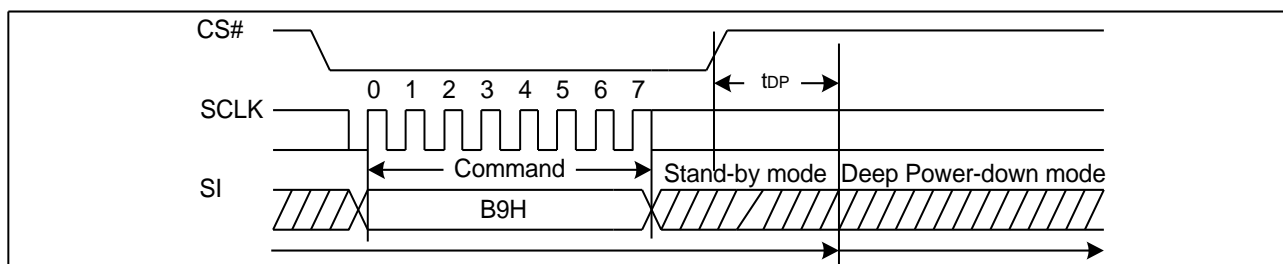 CS#
tDP
0 1 2 3 4 5 6 7
SCLK
Command
Stand-by mode Deep Power-down mode
SI
B9H